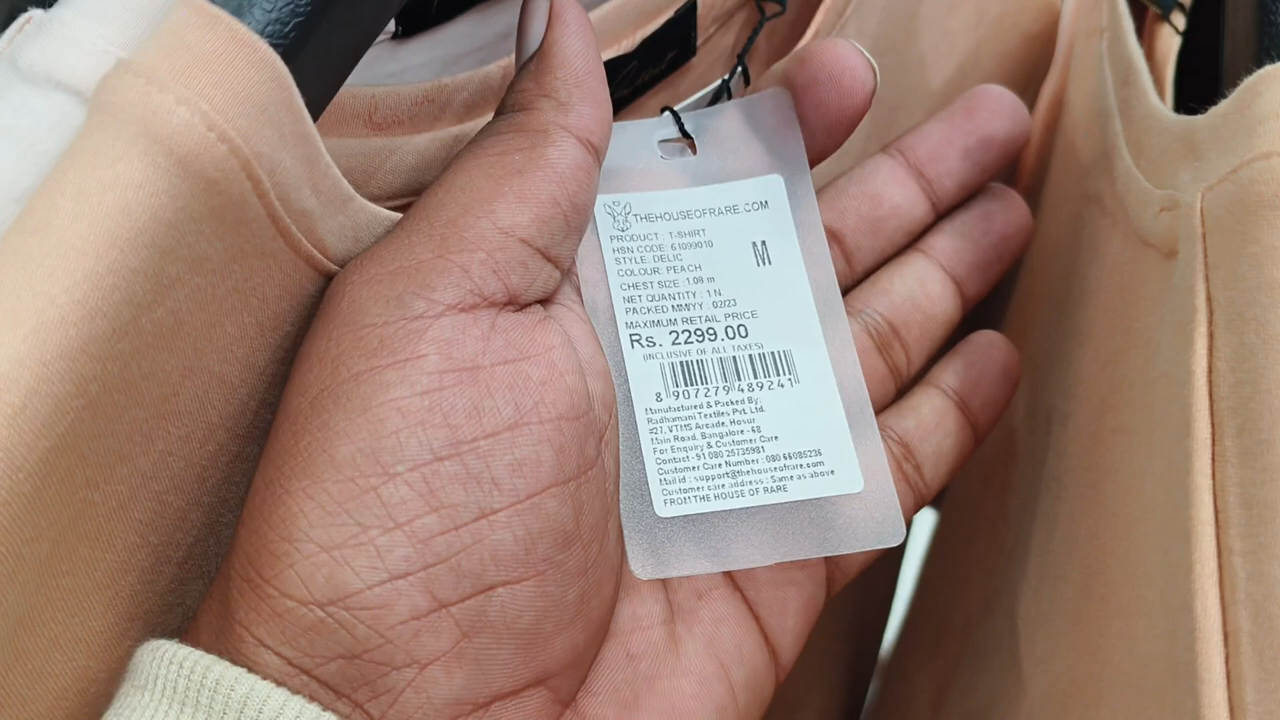 THEHOUSEOFRARE.COM
PRODUCT : T-SHIRT
HSN CODE: 61099010
STYLE: DELIC
COLOUR: PEACH
M
CHEST SIZE : 1.08 m
NET QUANTITY : 1 N
PACKED MM/YY : 02/23
MAXIMUM RETAIL PRICE
Rs. 2299.00
(INCLUSIVE OF ALL TAXES)
8 907279 489241
Manufactured & Packed By:
Radhamani Textiles Pvt. Ltd.
#27, VTMS Arcade, Hosur
Main Road, Bangalore - 68
For Enquiry & Customer Care
Contact - 91 080 25735981
Customer Care Number : 080 66085236
Mail id : support@thehouseofrare.com
Customer care address : Same as above
FROM THE HOUSE OF RARE